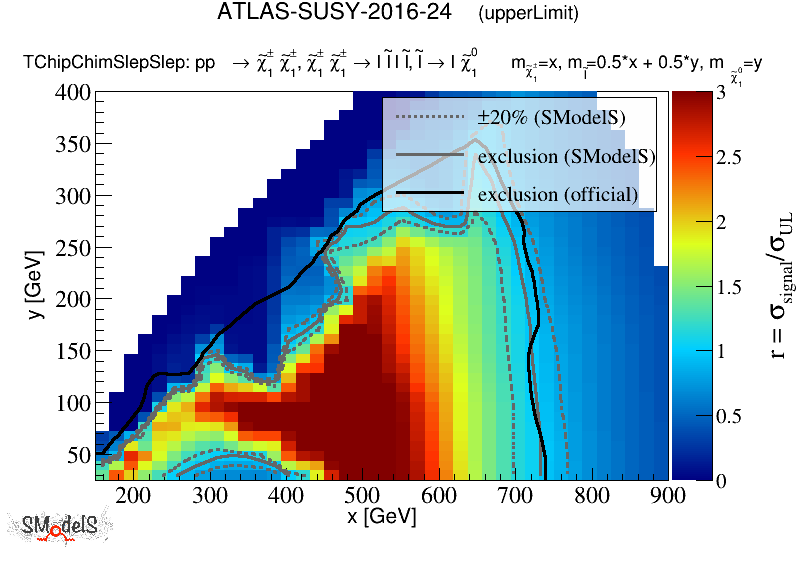 ATLAS-SUSY-2016-24 (upperLimit)
TChipChimSlepSlep: pp → χ̃₁± χ̃₁±, χ̃₁± χ̃₁± → l l̃ l l̃, l̃ → l χ̃₁⁰ m_χ̃₁±=x, m_l̃=0.5*x + 0.5*y, m_χ̃₁⁰=y
±20% (SModelS)
exclusion (SModelS)
exclusion (official)
400
350
300
250
200
150
100
50
y [GeV]
200 300 400 500 600 700 800 900
x [GeV]
3
2.5
2
1.5
1
0.5
0
r = σ_signal/σ_UL
SModelS